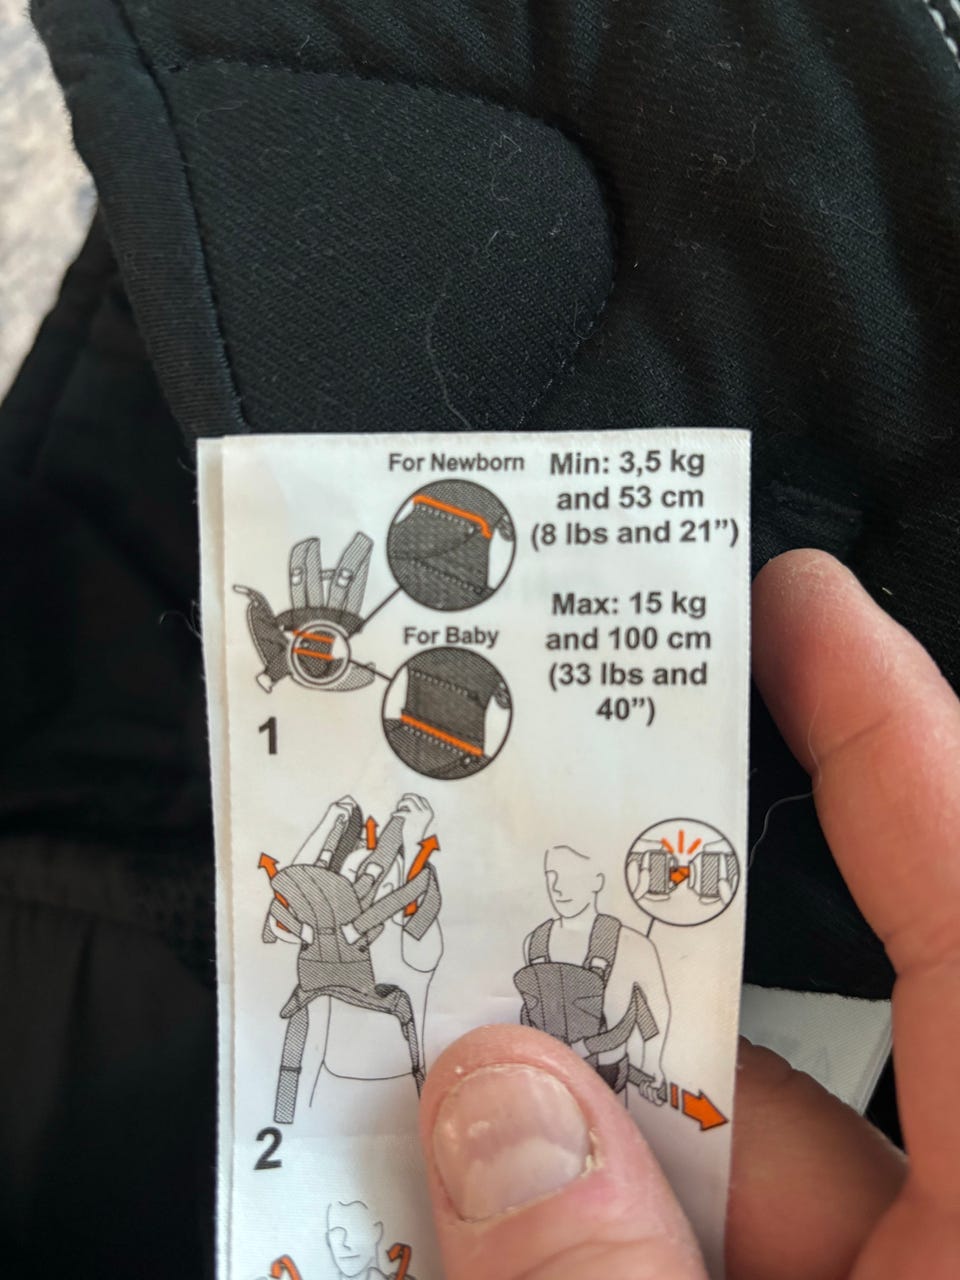 For Newborn
Min: 3,5 kg
and 53 cm
(8 lbs and 21”)
For Baby
Max: 15 kg
and 100 cm
(33 lbs and
40”)
1
2